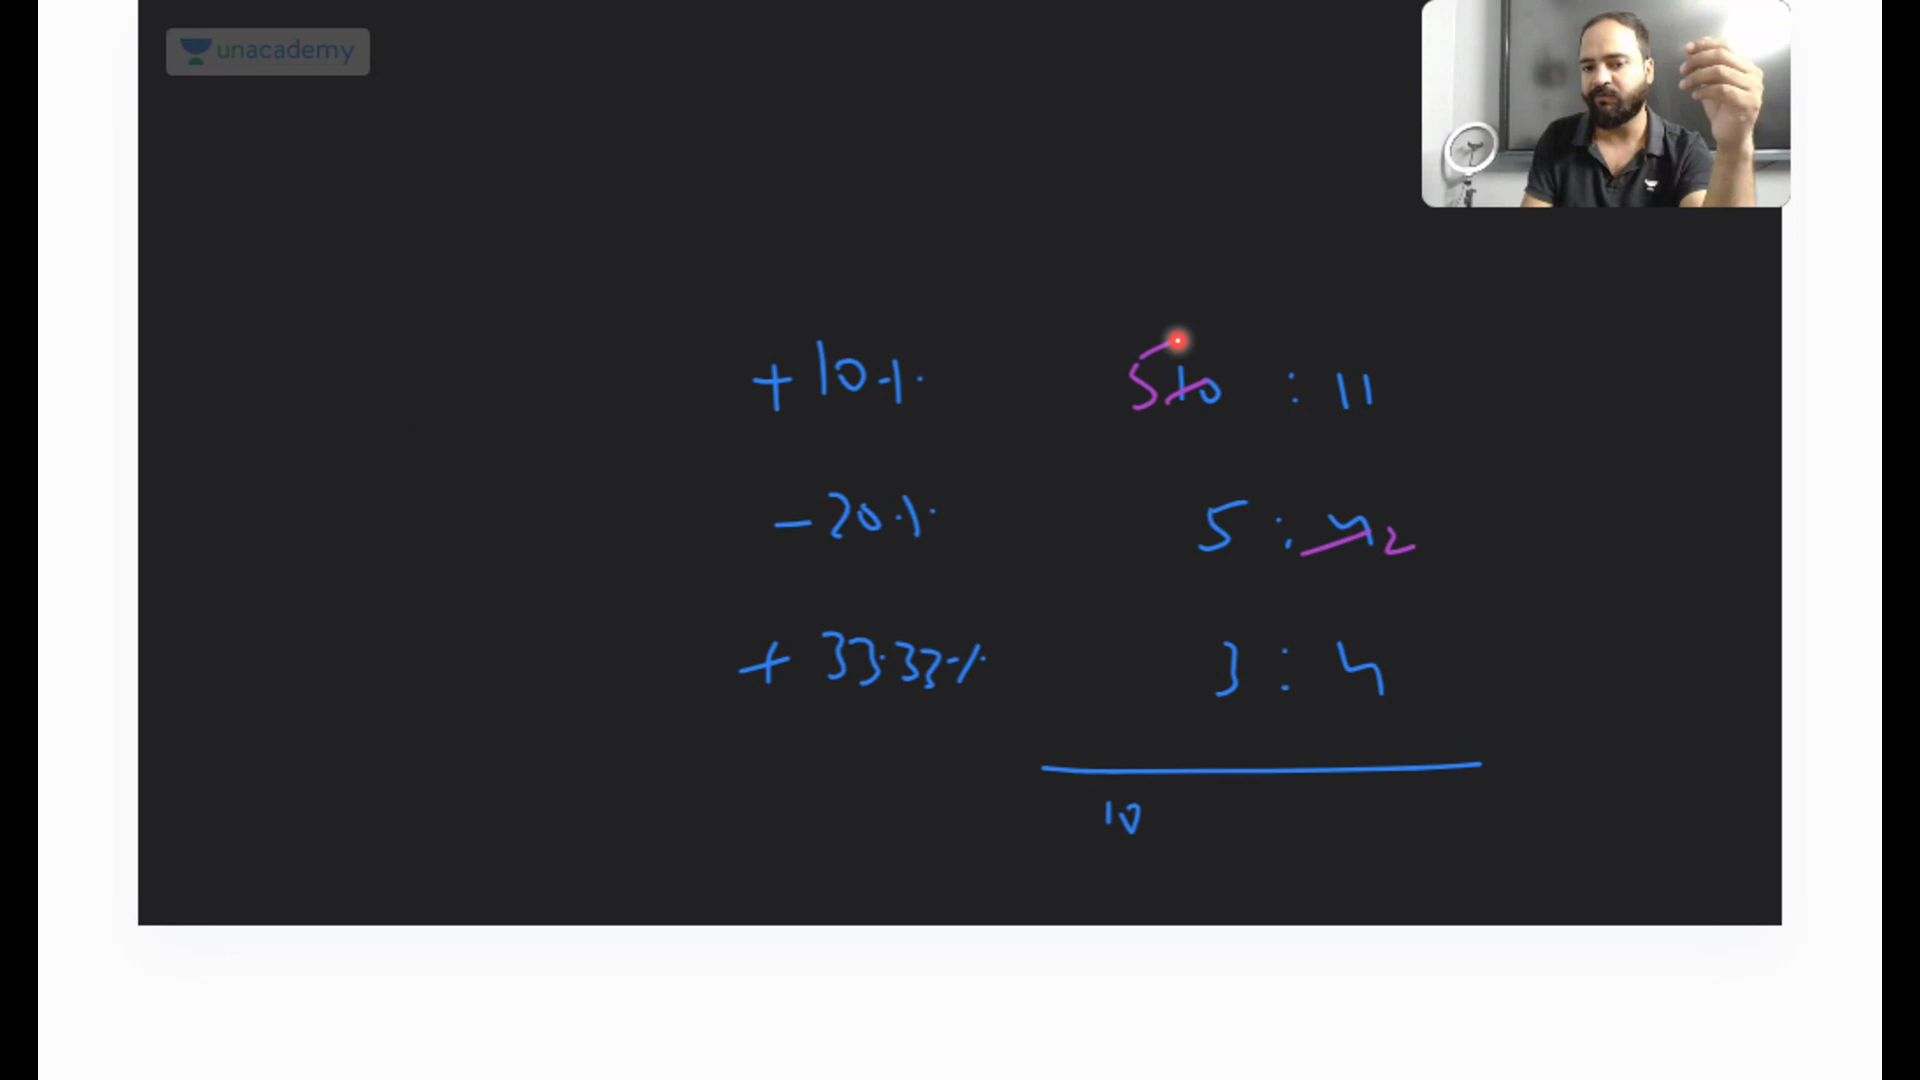 unacademy
+ 10% 5 10 : 11
- 20% 5 : 4 2
+ 33.33% 3 : 4
10